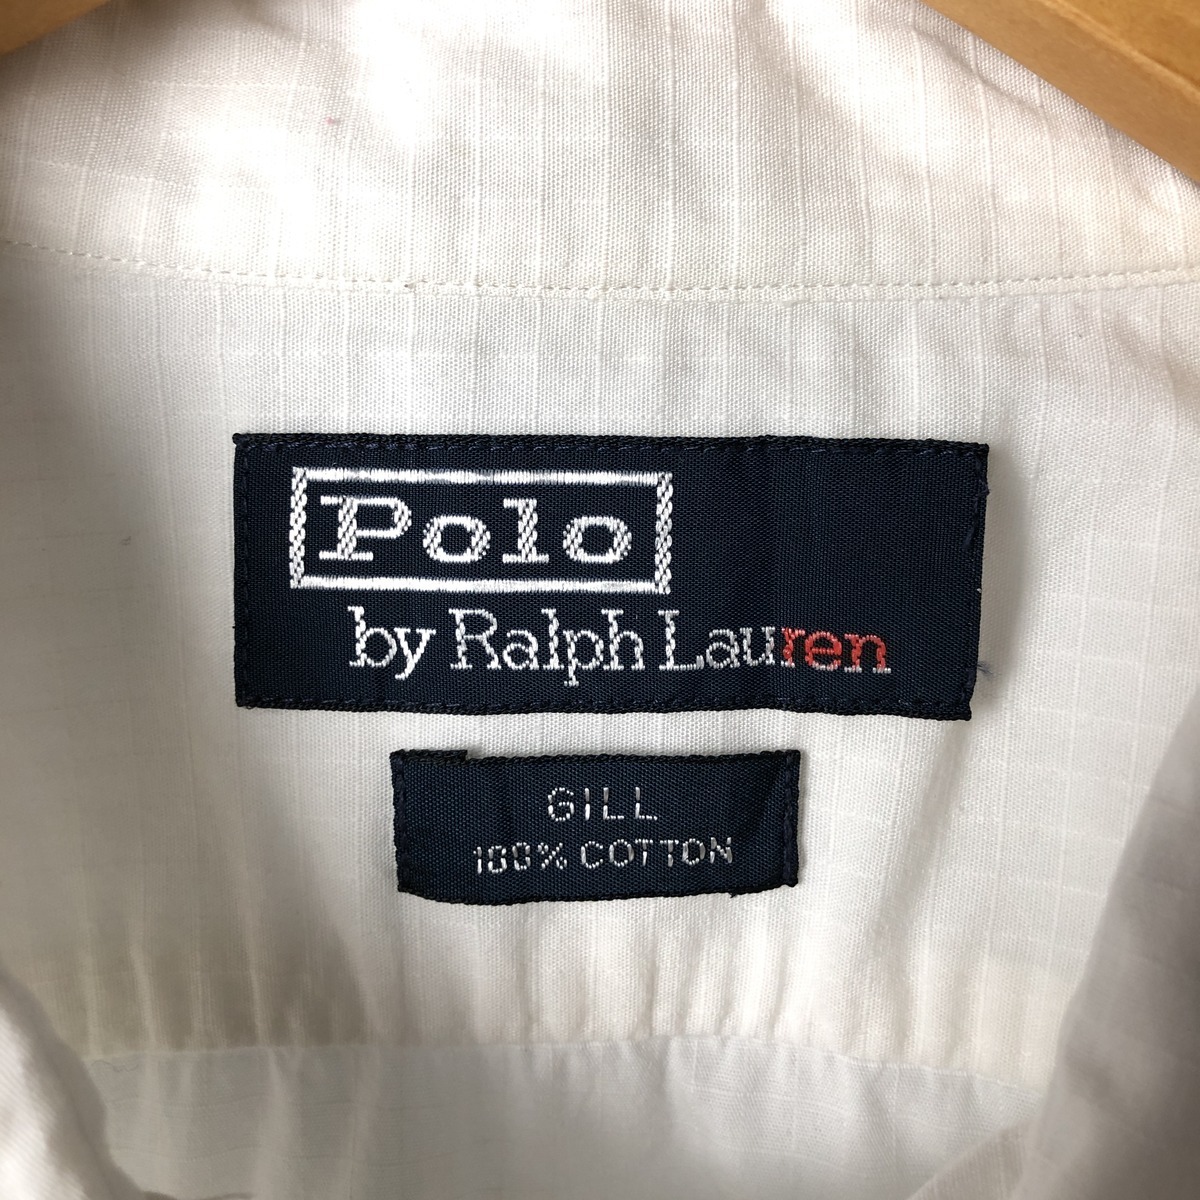 Polo
by Ralph Lauren
GILL
100% COTTON